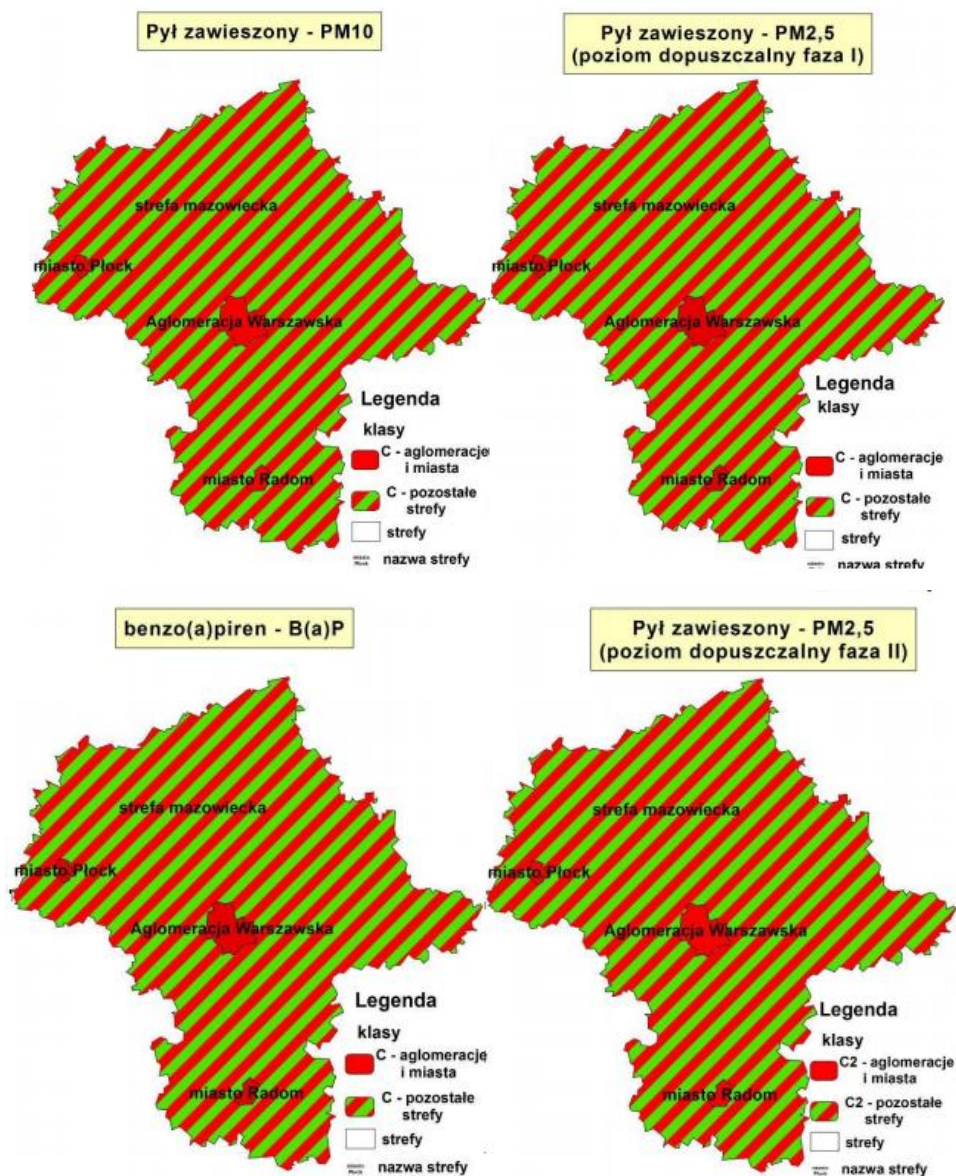 Pył zawieszony - PM10
strefa mazowiecka
miasto Płock
Aglomeracja Warszawska
miasto Radom
Legenda
klasy
C - aglomeracje
i miasta
C - pozostałe
strefy
strefy
nazwa strefy
Pył zawieszony - PM2,5
(poziom dopuszczalny faza I)
strefa mazowiecka
miasto Płock
Aglomeracja Warszawska
miasto Radom
Legenda
klasy
C - aglomeracje
i miasta
C - pozostałe
strefy
strefy
nazwa strefy
benzo(a)piren - B(a)P
strefa mazowiecka
miasto Płock
Aglomeracja Warszawska
miasto Radom
Legenda
klasy
C - aglomeracje
i miasta
C - pozostałe
strefy
strefy
nazwa strefy
Pył zawieszony - PM2,5
(poziom dopuszczalny faza II)
strefa mazowiecka
miasto Płock
Aglomeracja Warszawska
miasto Radom
Legenda
klasy
C2 - aglomeracje
i miasta
C2 - pozostałe
strefy
strefy
nazwa strefy